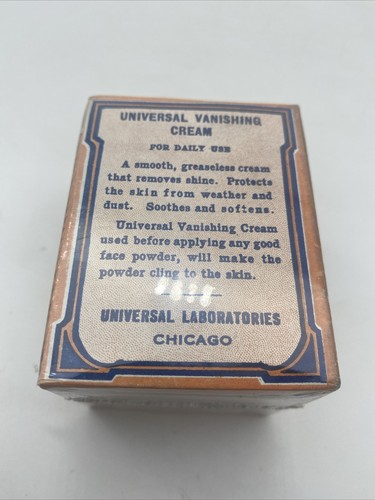 UNIVERSAL VANISHING
CREAM
FOR DAILY USE
A smooth, greaseless cream
that removes shine. Protects
the skin from weather and
dust. Soothes and softens.
Universal Vanishing Cream
used before applying any good
face powder, will make the
powder cling to the skin.
UNIVERSAL LABORATORIES
CHICAGO